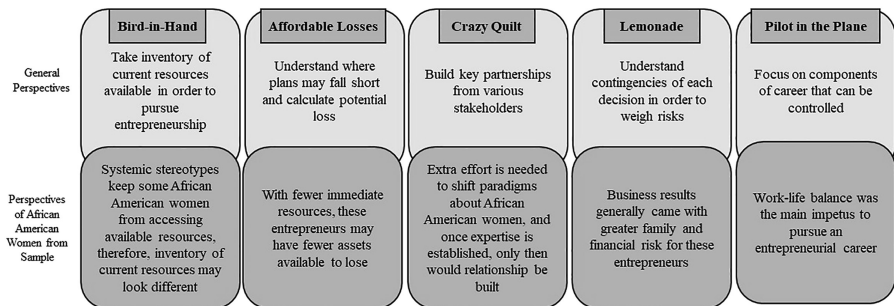 Bird-in-Hand
Affordable Losses
Crazy Quilt
Lemonade
Pilot in the Plane
General
Perspectives
Take inventory of
current resources
available in order to
pursue
entrepreneurship
Understand where
plans may fall short
and calculate potential
loss
Build key partnerships
from various
stakeholders
Understand
contingencies of each
decision in order to
weigh risks
Focus on components
of career that can be
controlled
Perspectives
of African
American
Women from
Sample
Systemic stereotypes
keep some African
American women
from accessing
available resources,
therefore, inventory of
current resources may
look different
With fewer immediate
resources, these
entrepreneurs may
have fewer assets
available to lose
Extra effort is needed
to shift paradigms
about African
American women, and
once expertise is
established, only then
would relationship be
built
Business results
generally came with
greater family and
financial risk for these
entrepreneurs
Work-life balance was
the main impetus to
pursue an
entrepreneurial career